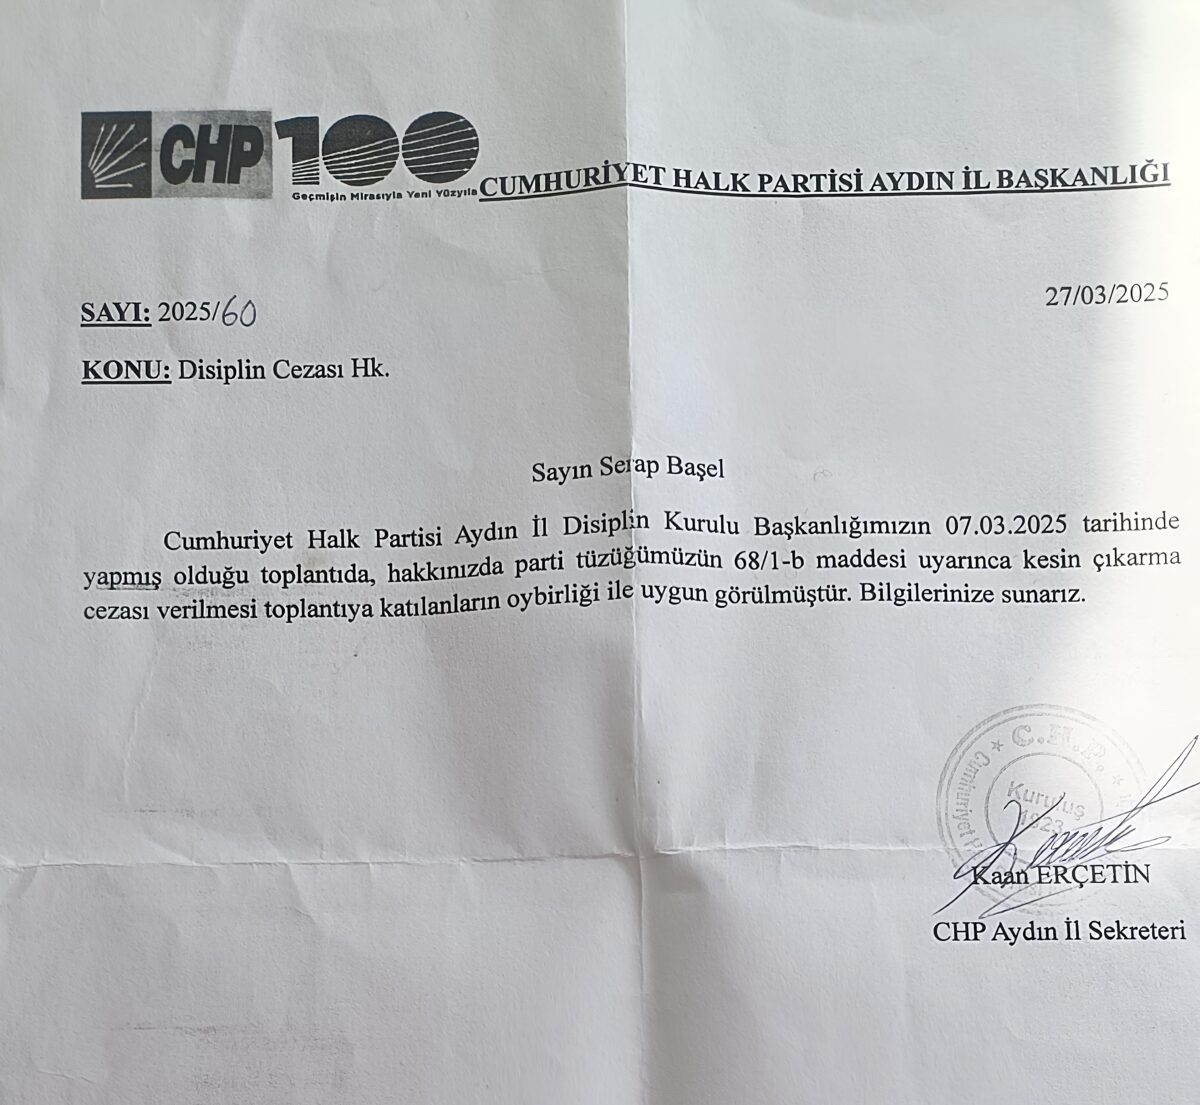 CHP 100
Geçmişin Mirasıyla Yeni Yüzyıla
CUMHURİYET HALK PARTİSİ AYDIN İL BAŞKANLIĞI
27/03/2025
SAYI: 2025/60
KONU: Disiplin Cezası Hk.
Sayın Serap Başel
Cumhuriyet Halk Partisi Aydın İl Disiplin Kurulu Başkanlığımızın 07.03.2025 tarihinde
yapmış olduğu toplantıda, hakkınızda parti tüzüğümüzün 68/1-b maddesi uyarınca kesin çıkarma
cezası verilmesi toplantıya katılanların oybirliği ile uygun görülmüştür. Bilgilerinize sunarız.
C.H.P.
Cumhuriyet
Kuruluş
1923
Kaan ERÇETİN
CHP Aydın İl Sekreteri